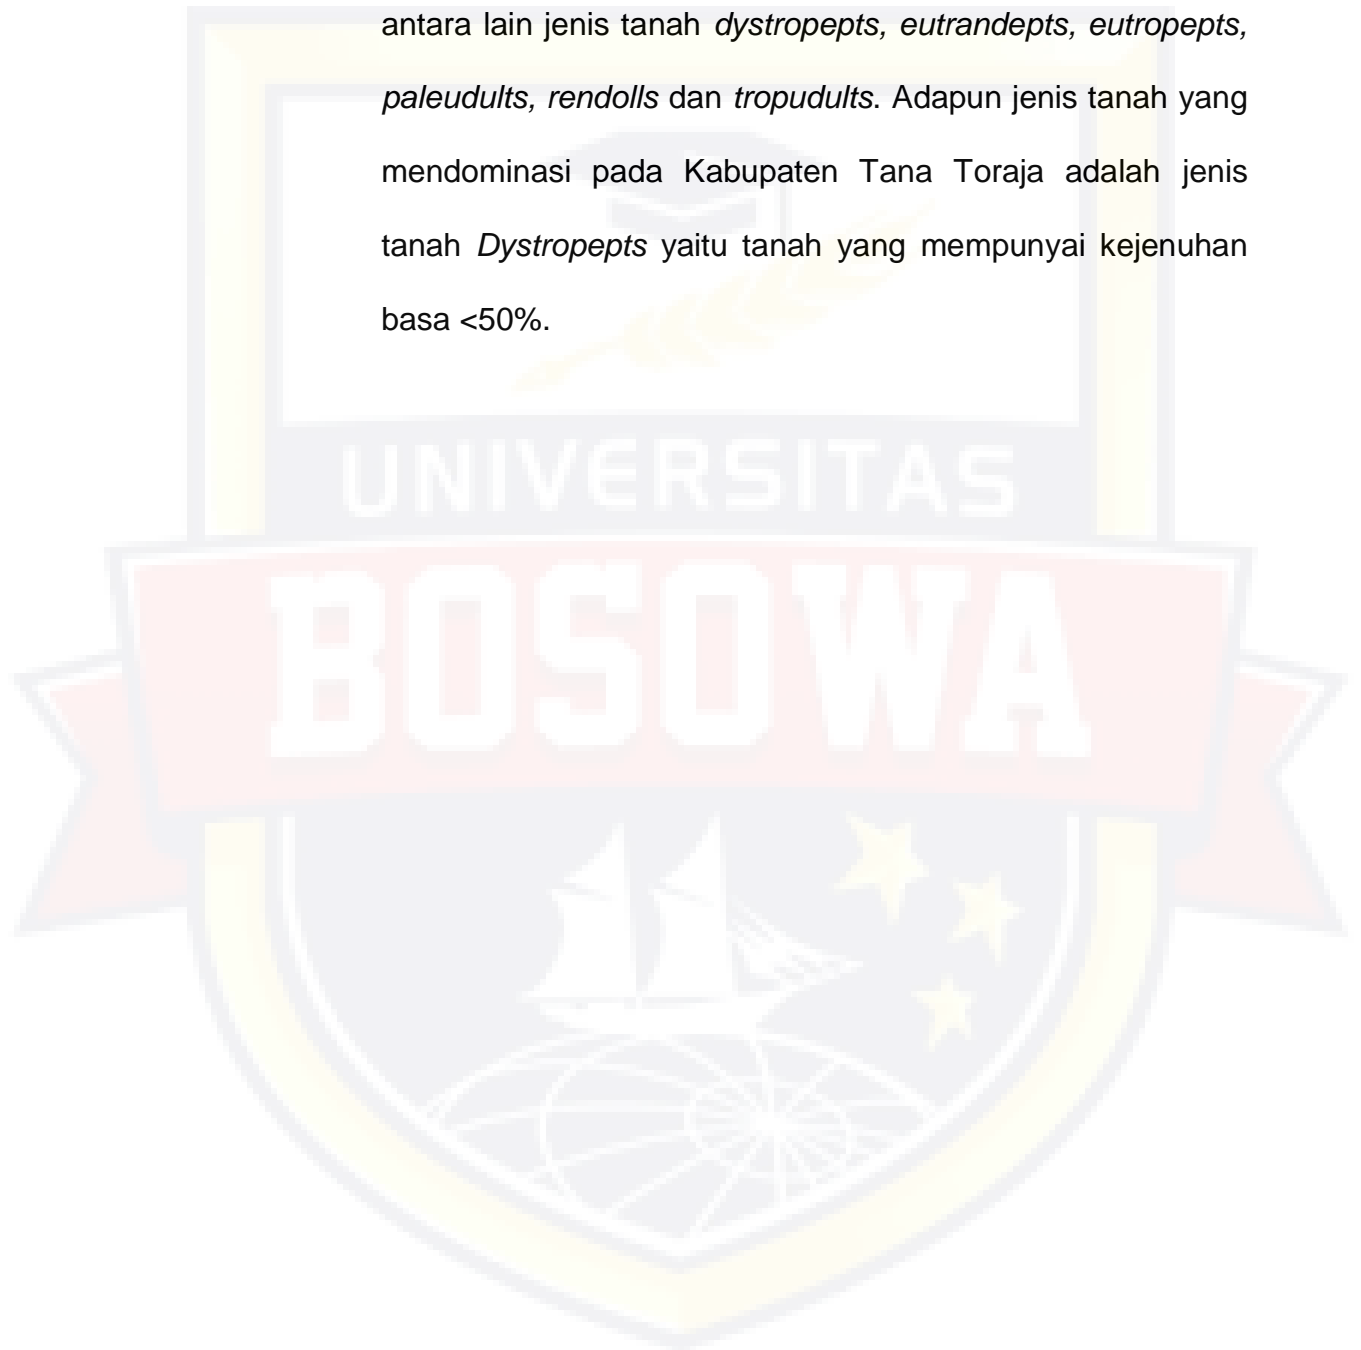 antara lain jenis tanah dystropepts, eutrandepts, eutropepts,
paleudults, rendolls dan tropudults. Adapun jenis tanah yang
mendominasi pada Kabupaten Tana Toraja adalah jenis
tanah Dystropepts yaitu tanah yang mempunyai kejenuhan
basa <50%.
UNIVERSITAS
BOSOWA